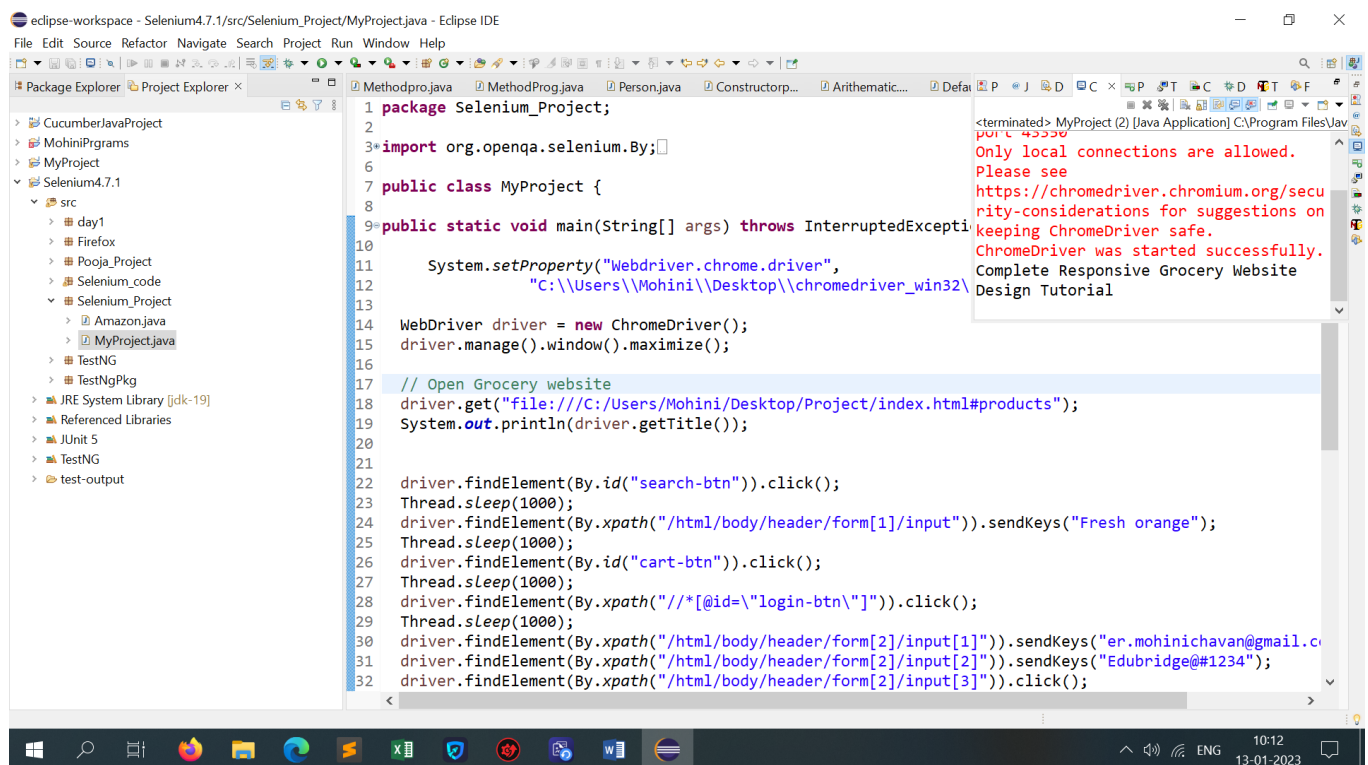 eclipse-workspace - Selenium4.7.1/src/Selenium_Project/MyProject.java - Eclipse IDE
File Edit Source Refactor Navigate Search Project Run Window Help
Package Explorer Project Explorer ×
CucumberJavaProject
MohiniPrgrams
MyProject
Selenium4.7.1
src
day1
Firefox
Pooja_Project
Selenium_code
Selenium_Project
Amazon.java
MyProject.java
TestNG
TestNgPkg
JRE System Library [jdk-19]
Referenced Libraries
JUnit 5
TestNG
test-output
Methodpro.java MethodProg.java Person.java Constructorp... Arithematic.... Defau
1 package Selenium_Project;
2
3 import org.openqa.selenium.By;
6
7 public class MyProject {
8
9 public static void main(String[] args) throws InterruptedExcepti
10
11 System.setProperty("Webdriver.chrome.driver",
12 "C:\\Users\\Mohini\\Desktop\\chromedriver_win32\
13
14 WebDriver driver = new ChromeDriver();
15 driver.manage().window().maximize();
16
17 // Open Grocery website
18 driver.get("file:///C:/Users/Mohini/Desktop/Project/index.html#products");
19 System.out.println(driver.getTitle());
20
21
22 driver.findElement(By.id("search-btn")).click();
23 Thread.sleep(1000);
24 driver.findElement(By.xpath("/html/body/header/form[1]/input")).sendKeys("Fresh orange");
25 Thread.sleep(1000);
26 driver.findElement(By.id("cart-btn")).click();
27 Thread.sleep(1000);
28 driver.findElement(By.xpath("//*[@id=\"login-btn\"]")).click();
29 Thread.sleep(1000);
30 driver.findElement(By.xpath("/html/body/header/form[2]/input[1]")).sendKeys("er.mohinichavan@gmail.c
31 driver.findElement(By.xpath("/html/body/header/form[2]/input[2]")).sendKeys("Edubridge@#1234");
32 driver.findElement(By.xpath("/html/body/header/form[2]/input[3]")).click();
P J D C × P T C D T F
<terminated> MyProject (2) [Java Application] C:\Program Files\Jav
port 43350
Only local connections are allowed.
Please see
https://chromedriver.chromium.org/secu
rity-considerations for suggestions on
keeping ChromeDriver safe.
ChromeDriver was started successfully.
Complete Responsive Grocery Website
Design Tutorial
ENG
10:12
13-01-2023